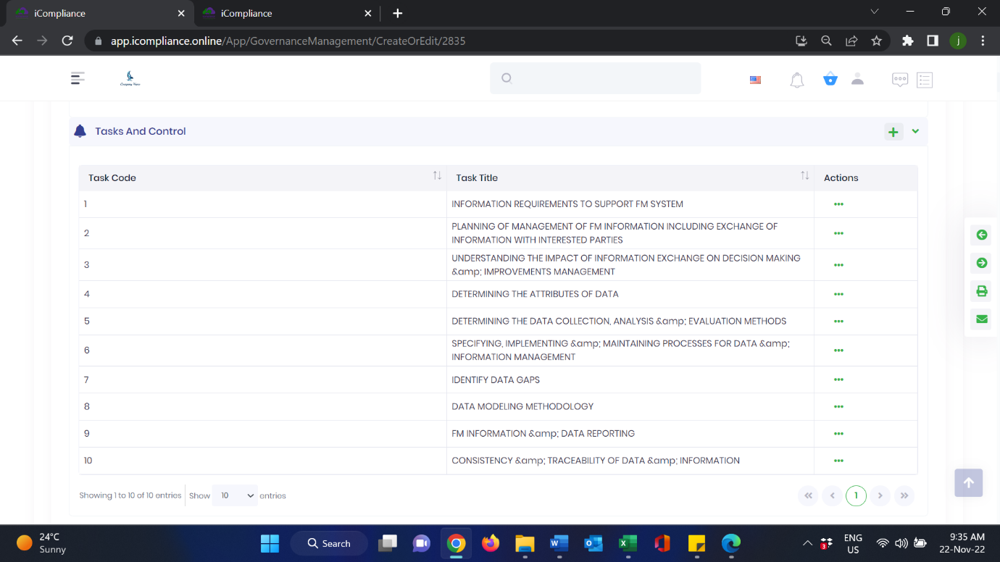 iCompliance
iCompliance
app.icompliance.online/App/GovernanceManagement/CreateOrEdit/2835
j
Company Name
Tasks And Control
Task Code Task Title Actions
1 INFORMATION REQUIREMENTS TO SUPPORT FM SYSTEM
2 PLANNING OF MANAGEMENT OF FM INFORMATION INCLUDING EXCHANGE OF
INFORMATION WITH INTERESTED PARTIES
3 UNDERSTANDING THE IMPACT OF INFORMATION EXCHANGE ON DECISION MAKING
&amp; IMPROVEMENTS MANAGEMENT
4 DETERMINING THE ATTRIBUTES OF DATA
5 DETERMINING THE DATA COLLECTION, ANALYSIS &amp; EVALUATION METHODS
6 SPECIFYING, IMPLEMENTING &amp; MAINTAINING PROCESSES FOR DATA &amp;
INFORMATION MANAGEMENT
7 IDENTIFY DATA GAPS
8 DATA MODELING METHODOLOGY
9 FM INFORMATION &amp; DATA REPORTING
10 CONSISTENCY &amp; TRACEABILITY OF DATA &amp; INFORMATION
Showing 1 to 10 of 10 entries Show 10 entries 1
24°C
Sunny
Search
3
ENG
US
9:35 AM
22-Nov-22